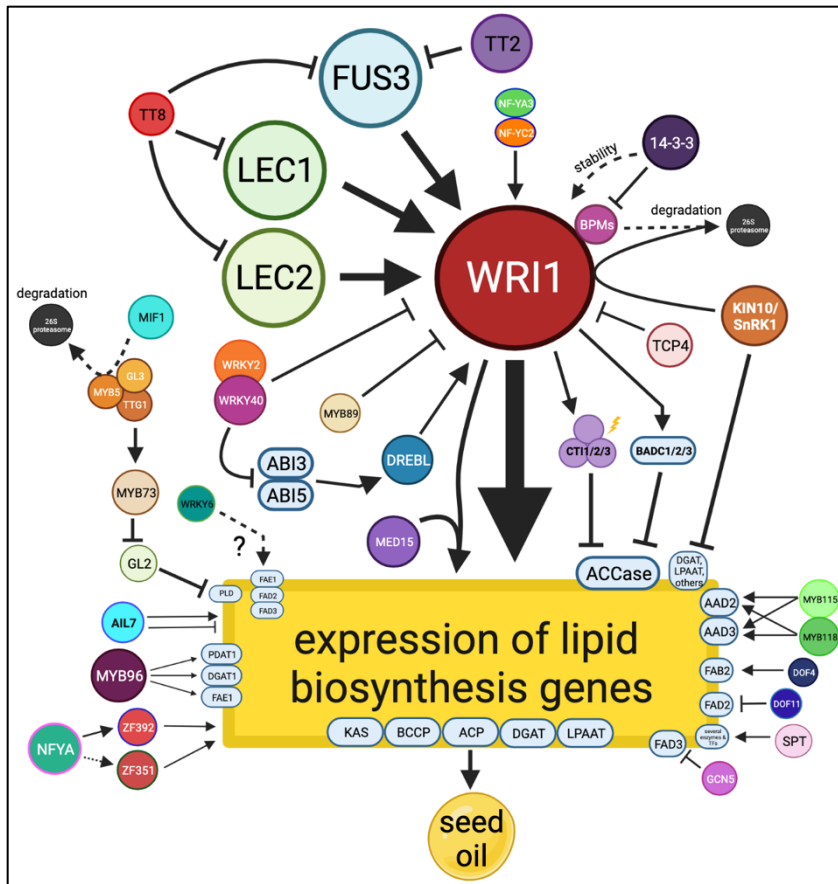 TT2
FUS3
TT8
NF-YA3
NF-YC2
14-3-3
stability
LEC1
BPMs
degradation
26S
proteasome
WRI1
LEC2
degradation
MIF1
26S
proteasome
KIN10/
SnRK1
TCP4
GL3
MYB5
TTG1
WRKY2
WRKY40
MYB89
CTI1/2/3
BADC1/2/3
ABI3
ABI5
DREBL
MYB73
WRKY6
?
MED15
GL2
ACCase
DGAT,
LPAAT,
others
PLD
FAE1
FAD2
FAD3
AAD2
AAD3
MYB115
MYB118
AIL7
expression of lipid
biosynthesis genes
PDAT1
DGAT1
FAE1
MYB96
FAB2
DOF4
FAD2
DOF11
NFYA
ZF392
ZF351
KAS
BCCP
ACP
DGAT
LPAAT
FAD3
several
enzymes &
TFs
SPT
GCN5
seed
oil